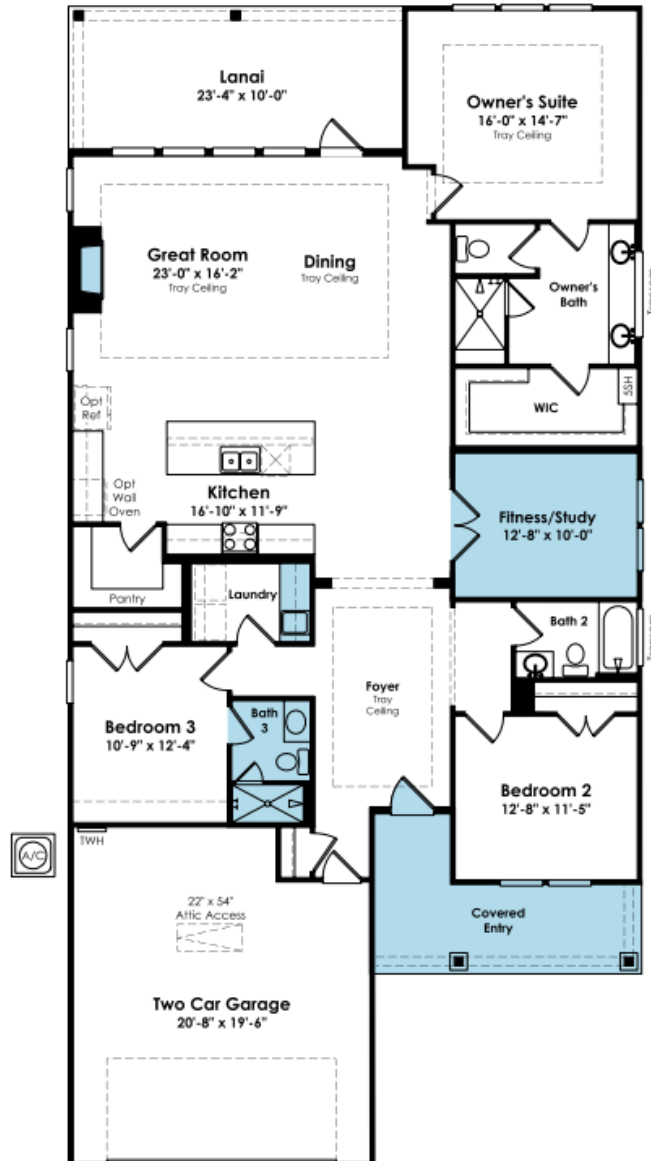 Lanai
23'-4" x 10'-0"
Owner's Suite
16'-0" x 14'-7"
Tray Ceiling
Great Room
23'-0" x 16'-2"
Tray Ceiling
Dining
Tray Ceiling
Owner's
Bath
Transom
WIC
5SH
Opt
Ref
Opt
Wall
Oven
Kitchen
16'-10" x 11'-9"
Fitness/Study
12'-8" x 10'-0"
Pantry
Laundry
Bath 2
Transom
Foyer
Tray
Ceiling
Bath
3
Bedroom 3
10'-9" x 12'-4"
Bedroom 2
12'-8" x 11'-5"
A/C
TWH
22" x 54"
Attic Access
Covered
Entry
Two Car Garage
20'-8" x 19'-6"